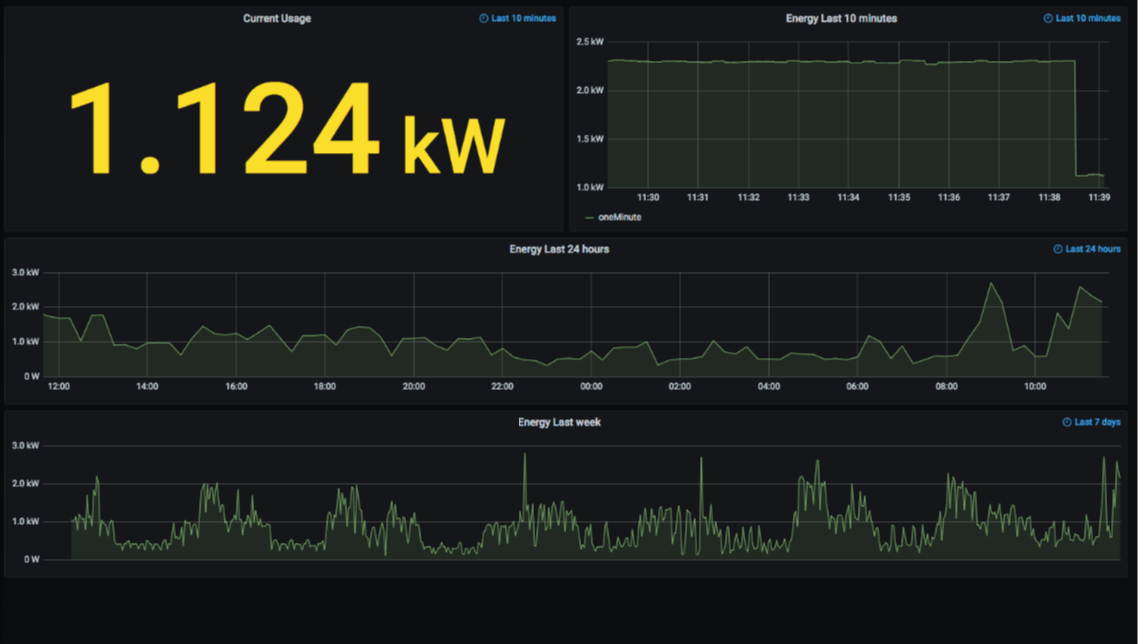 Current Usage
Last 10 minutes
1.124 kW
Energy Last 10 minutes
Last 10 minutes
2.5 kW
2.0 kW
1.5 kW
1.0 kW
11:30 11:31 11:32 11:33 11:34 11:35 11:36 11:37 11:38 11:39
oneMinute
Energy Last 24 hours
Last 24 hours
3.0 kW
2.0 kW
1.0 kW
0 W
12:00 14:00 16:00 18:00 20:00 22:00 00:00 02:00 04:00 06:00 08:00 10:00
Energy Last week
Last 7 days
3.0 kW
2.0 kW
1.0 kW
0 W